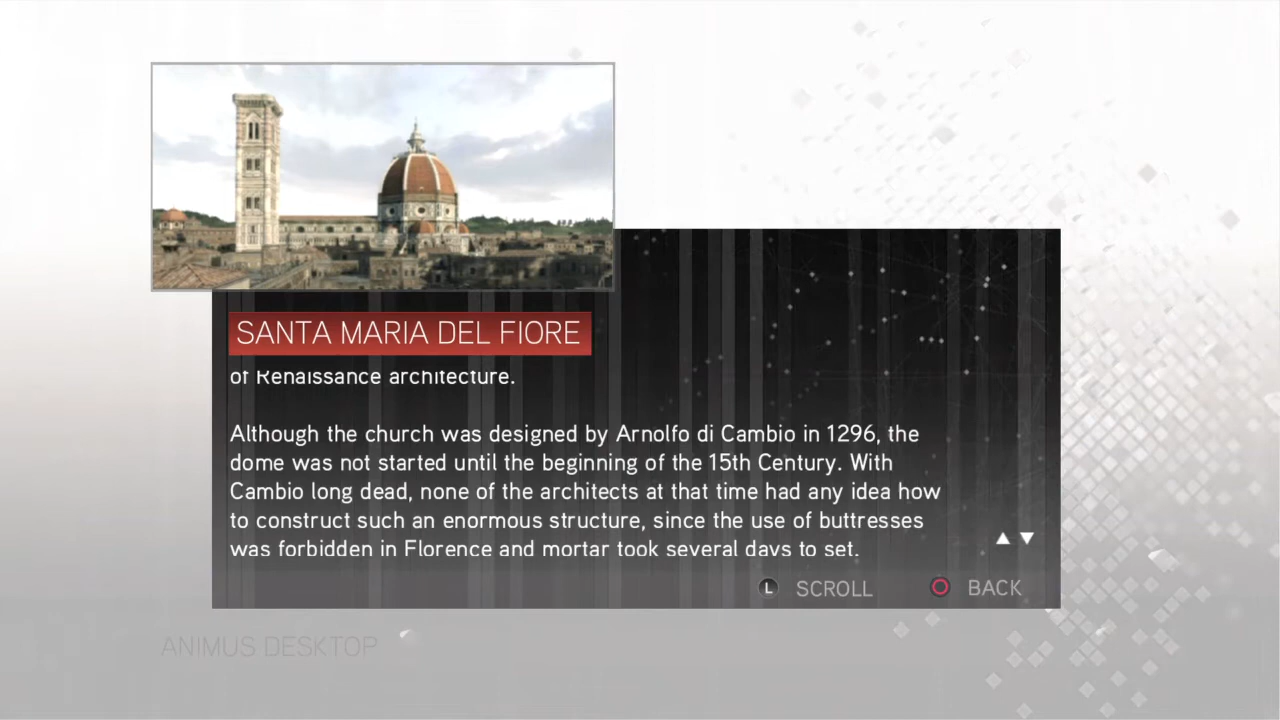 SANTA MARIA DEL FIORE
of Renaissance architecture.
Although the church was designed by Arnolfo di Cambio in 1296, the
dome was not started until the beginning of the 15th Century. With
Cambio long dead, none of the architects at that time had any idea how
to construct such an enormous structure, since the use of buttresses
was forbidden in Florence and mortar took several days to set.
L SCROLL BACK
ANIMUS DESKTOP